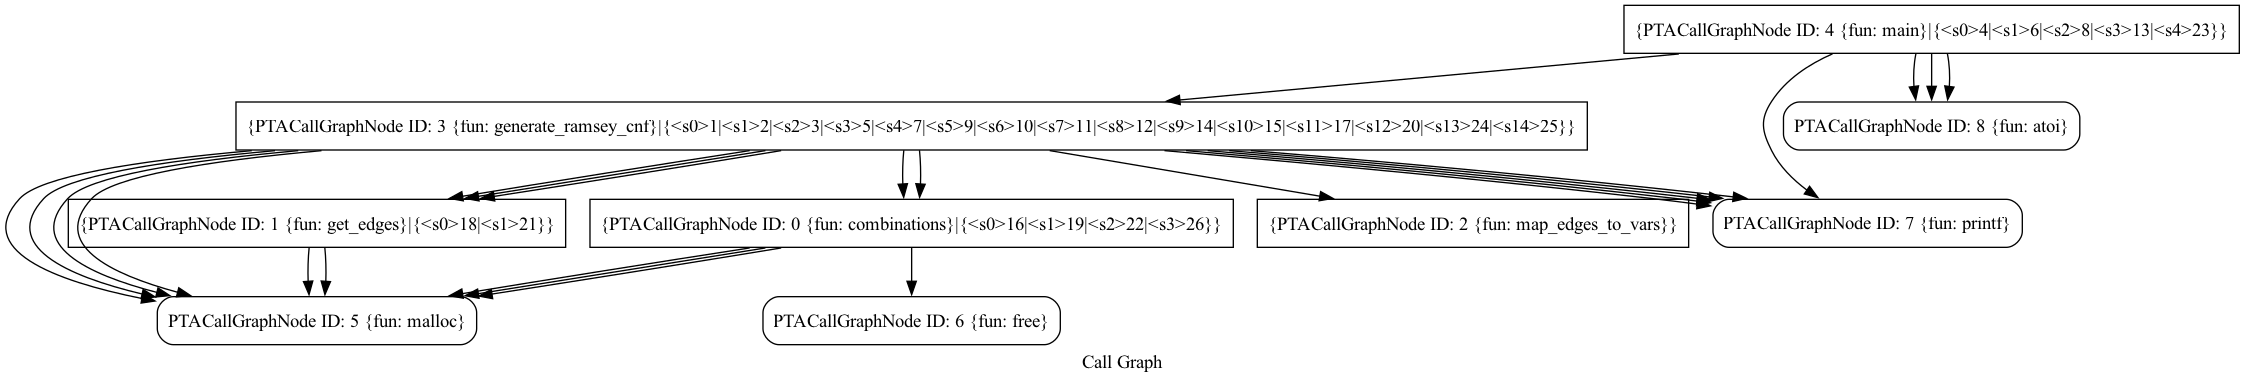 {PTACallGraphNode ID: 4 {fun: main}|{<s0>4|<s1>6|<s2>8|<s3>13|<s4>23}}
{PTACallGraphNode ID: 3 {fun: generate_ramsey_cnf}|{<s0>1|<s1>2|<s2>3|<s3>5|<s4>7|<s5>9|<s6>10|<s7>11|<s8>12|<s9>14|<s10>15|<s11>17|<s12>20|<s13>24|<s14>25}}
PTACallGraphNode ID: 8 {fun: atoi}
{PTACallGraphNode ID: 1 {fun: get_edges}|{<s0>18|<s1>21}}
{PTACallGraphNode ID: 0 {fun: combinations}|{<s0>16|<s1>19|<s2>22|<s3>26}}
{PTACallGraphNode ID: 2 {fun: map_edges_to_vars}}
PTACallGraphNode ID: 7 {fun: printf}
PTACallGraphNode ID: 5 {fun: malloc}
PTACallGraphNode ID: 6 {fun: free}
Call Graph